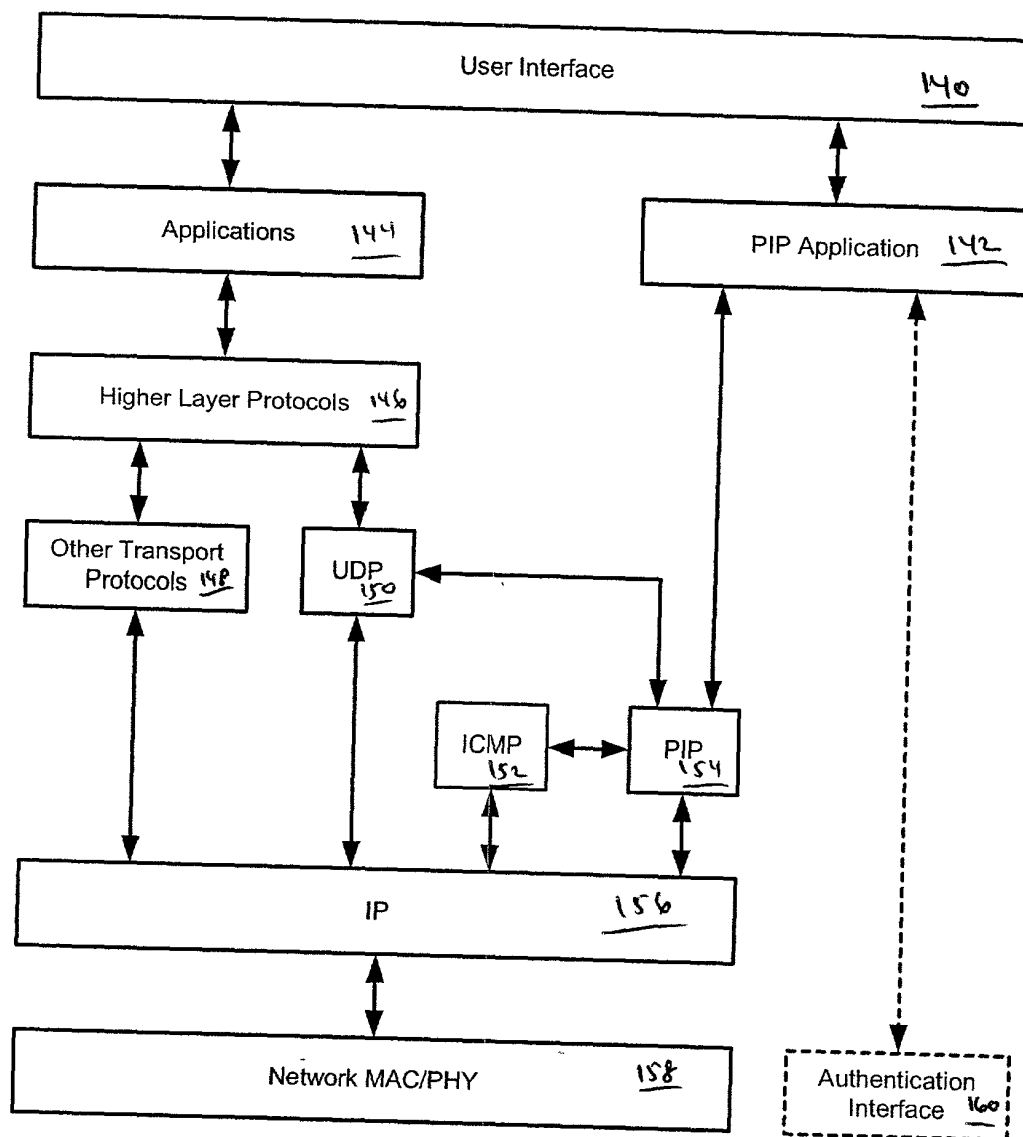 User Interface
140
Applications 144
PIP Application 142
Higher Layer Protocols 146
Other Transport
Protocols 148
UDP
150
ICMP
152
PIP
154
IP 156
Network MAC/PHY 158
Authentication
Interface 160